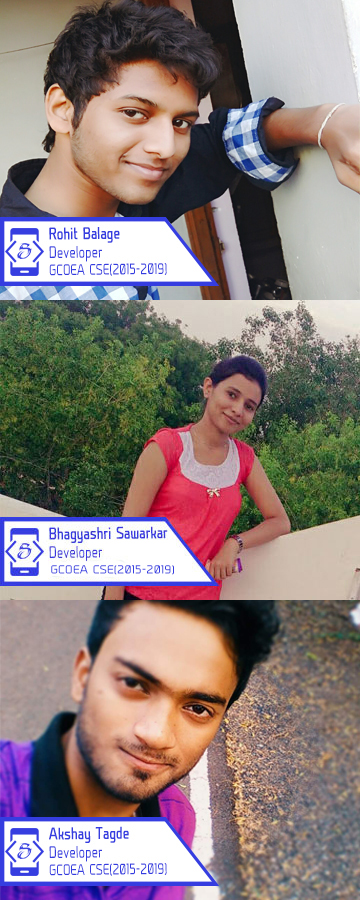 Rohit Balage
Developer
GCOEA CSE(2015-2019)
Bhagyashri Sawarkar
Developer
GCOEA CSE(2015-2019)
Akshay Tagde
Developer
GCOEA CSE(2015-2019)